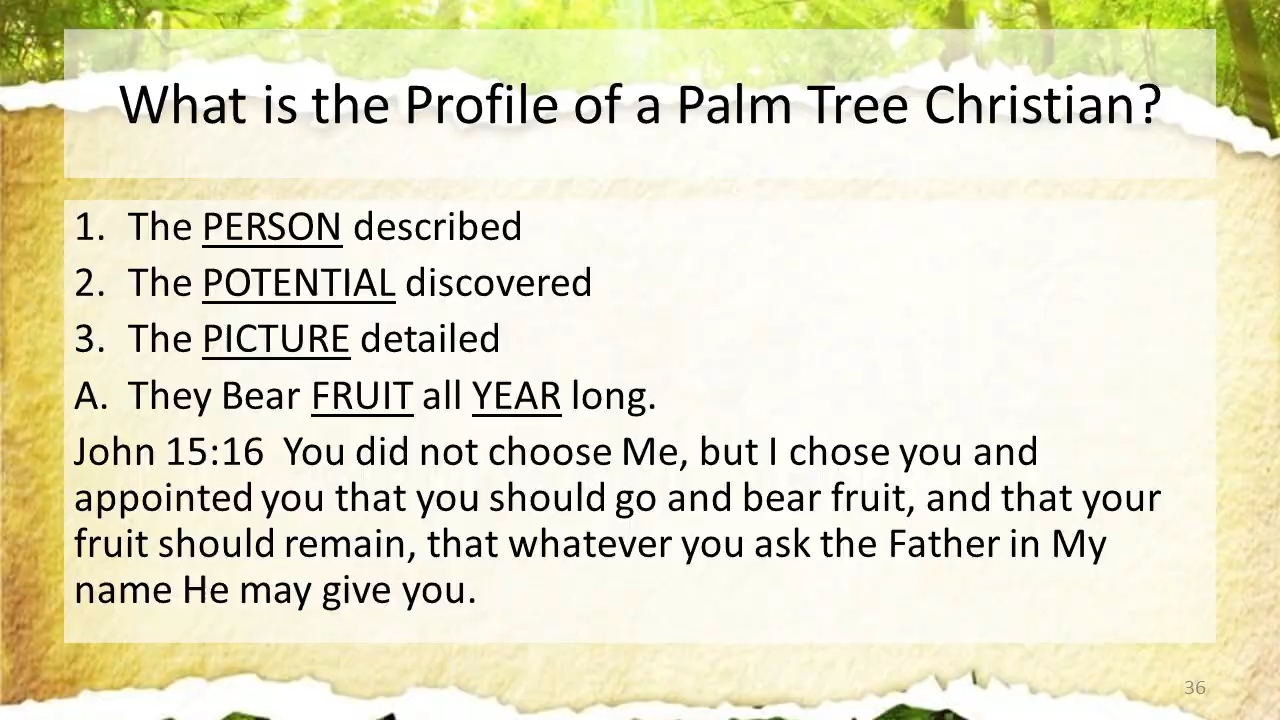 What is the Profile of a Palm Tree Christian?
1. The PERSON described
2. The POTENTIAL discovered
3. The PICTURE detailed
A. They Bear FRUIT all YEAR long.
John 15:16  You did not choose Me, but I chose you and
appointed you that you should go and bear fruit, and that your
fruit should remain, that whatever you ask the Father in My
name He may give you.
36